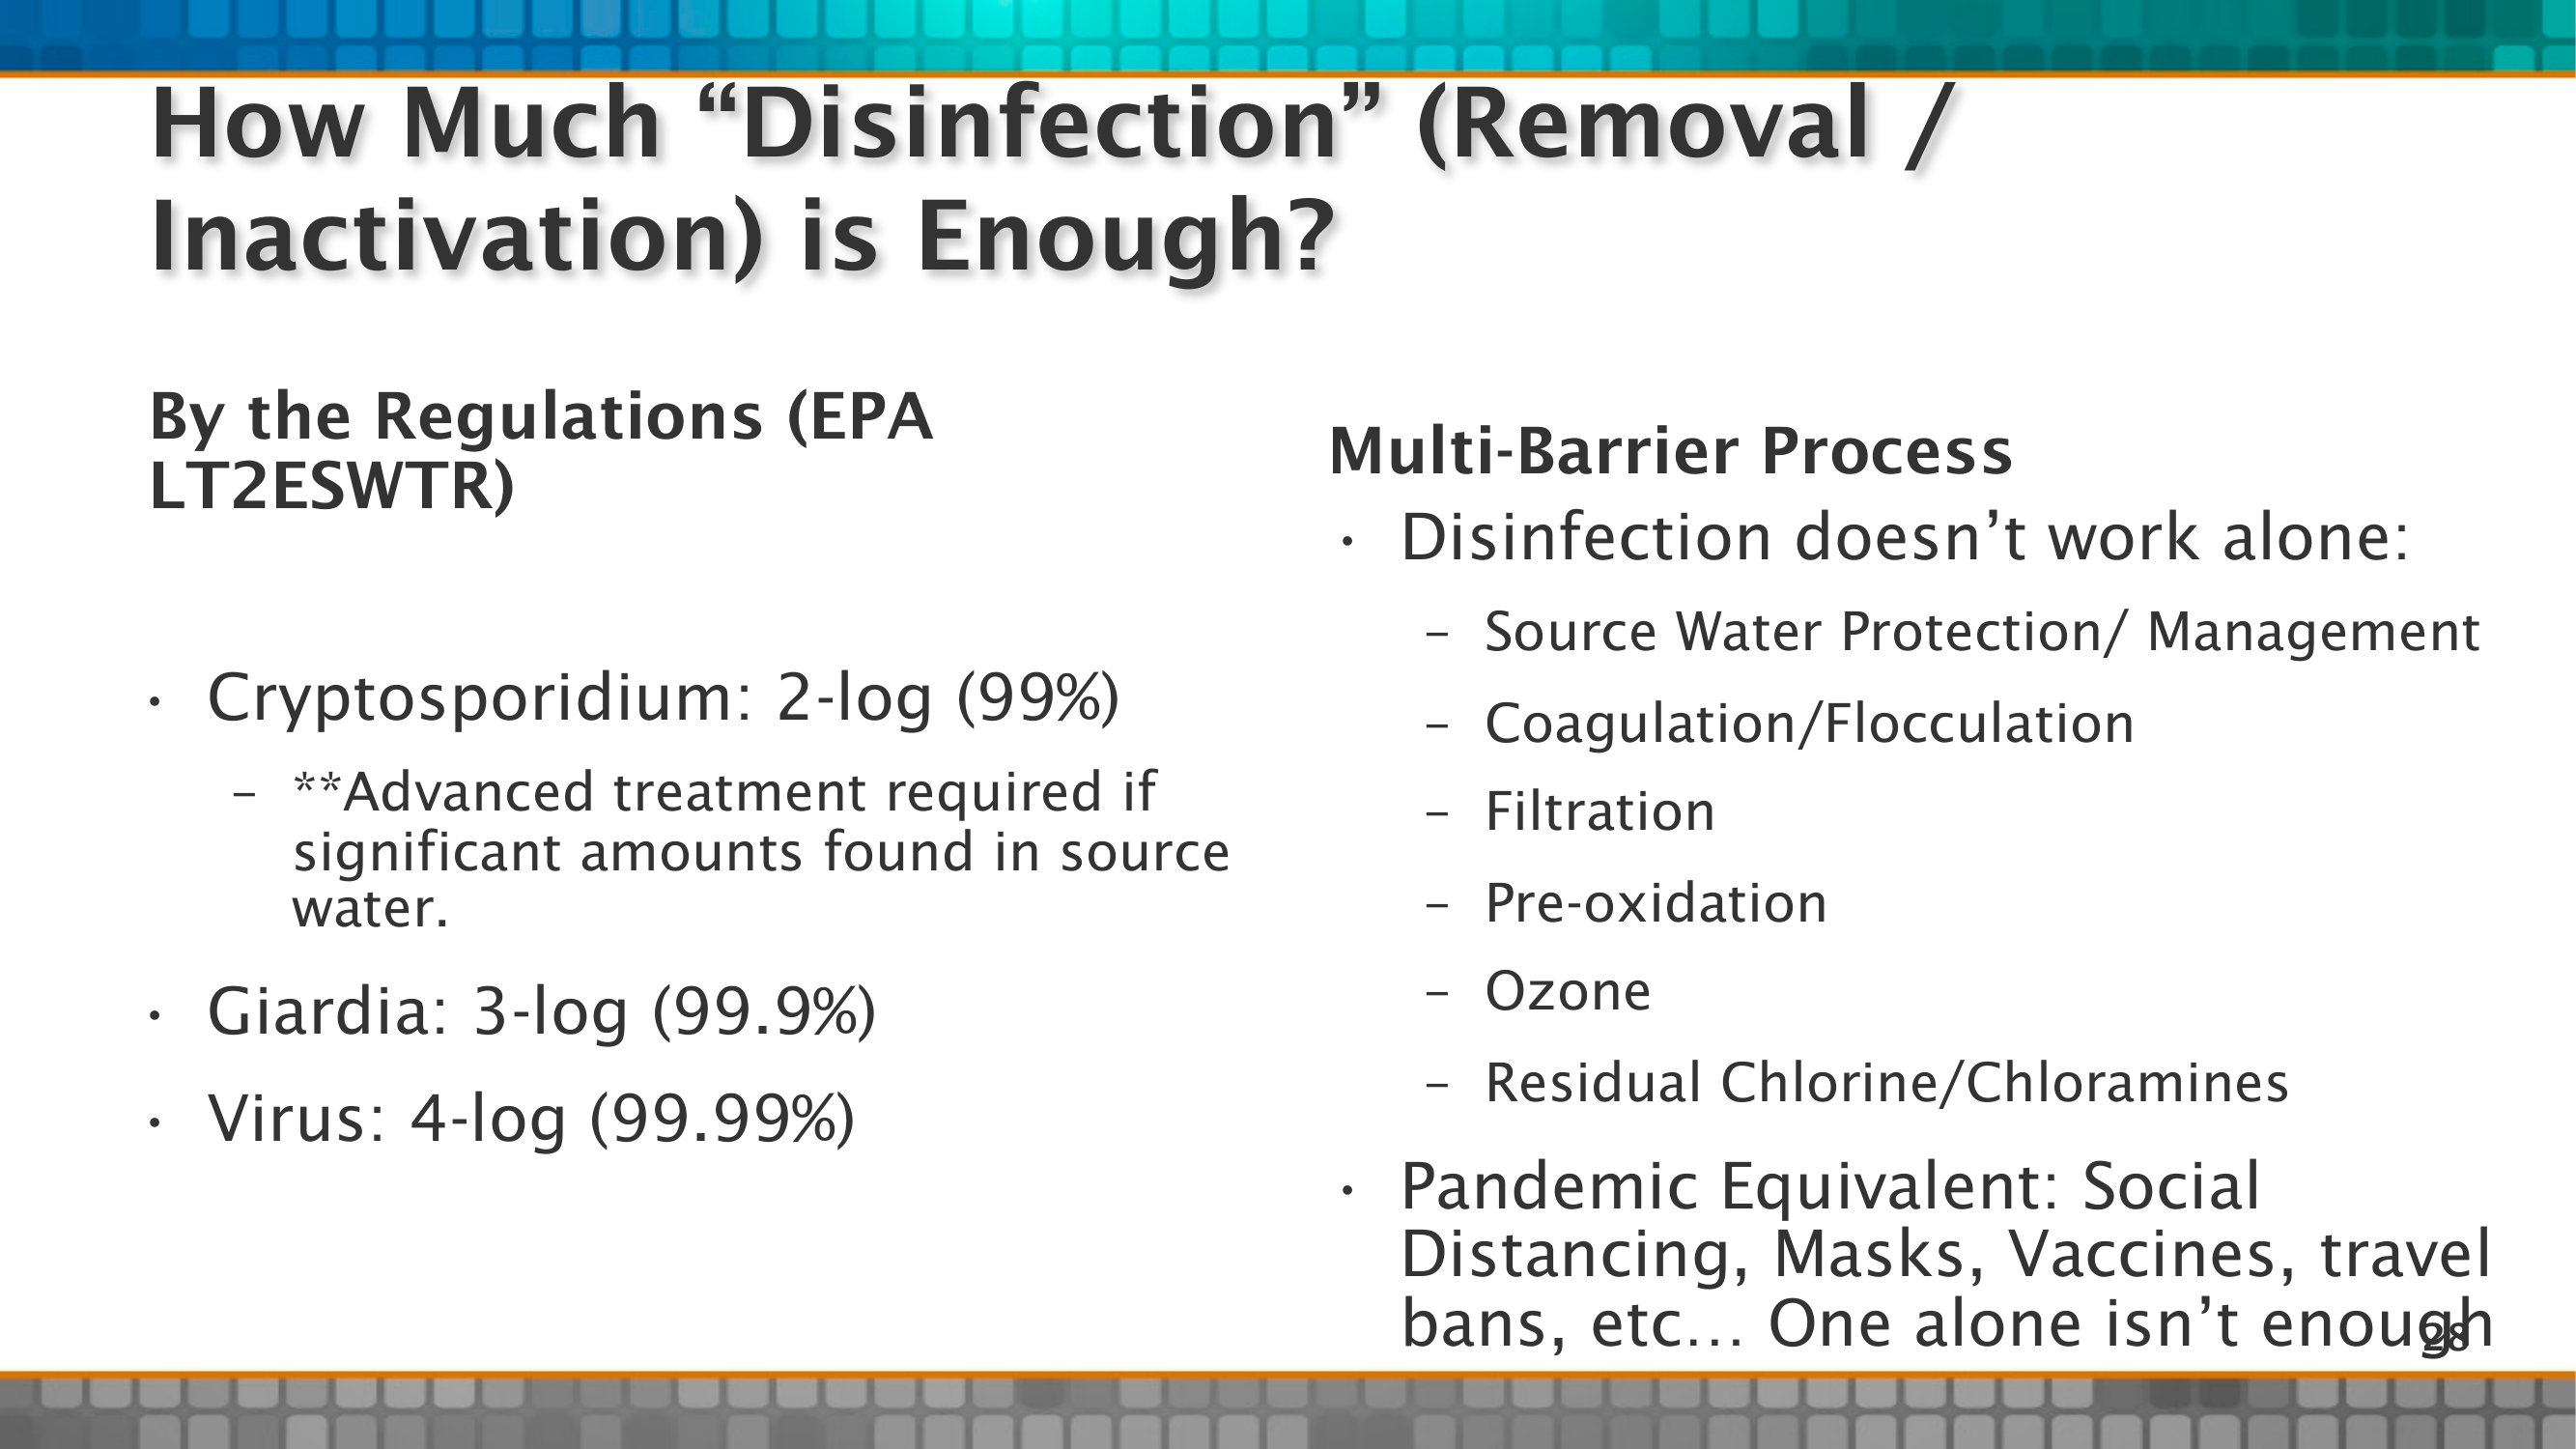 How Much “Disinfection” (Removal /
Inactivation) is Enough?
By the Regulations (EPA
LT2ESWTR)
• Cryptosporidium: 2-log (99%)
– **Advanced treatment required if
significant amounts found in source
water.
• Giardia: 3-log (99.9%)
• Virus: 4-log (99.99%)
Multi-Barrier Process
• Disinfection doesn’t work alone:
– Source Water Protection/ Management
– Coagulation/Flocculation
– Filtration
– Pre-oxidation
– Ozone
– Residual Chlorine/Chloramines
• Pandemic Equivalent: Social
Distancing, Masks, Vaccines, travel
bans, etc… One alone isn’t enough
28